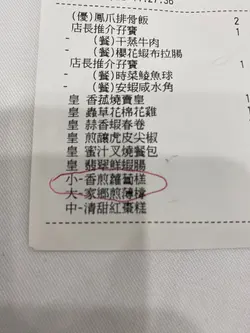 (優)鳳爪排骨飯 2
店長推介孖寶 1
- (餐)干蒸牛肉
- (餐)櫻花蝦布拉腸
店長推介孖寶 1
- (餐)時菜鯪魚球
- (餐)安蝦咸水角
皇 香菰燒賣皇
皇 蟲草花棉花雞
皇 蒜香蝦春卷
皇 煎釀虎皮尖椒
皇 蜜汁叉燒餐包
皇 翡翠鮮蝦腸
小-香煎蘿蔔糕
大-家鄉煎薄撐
中-清甜紅棗糕